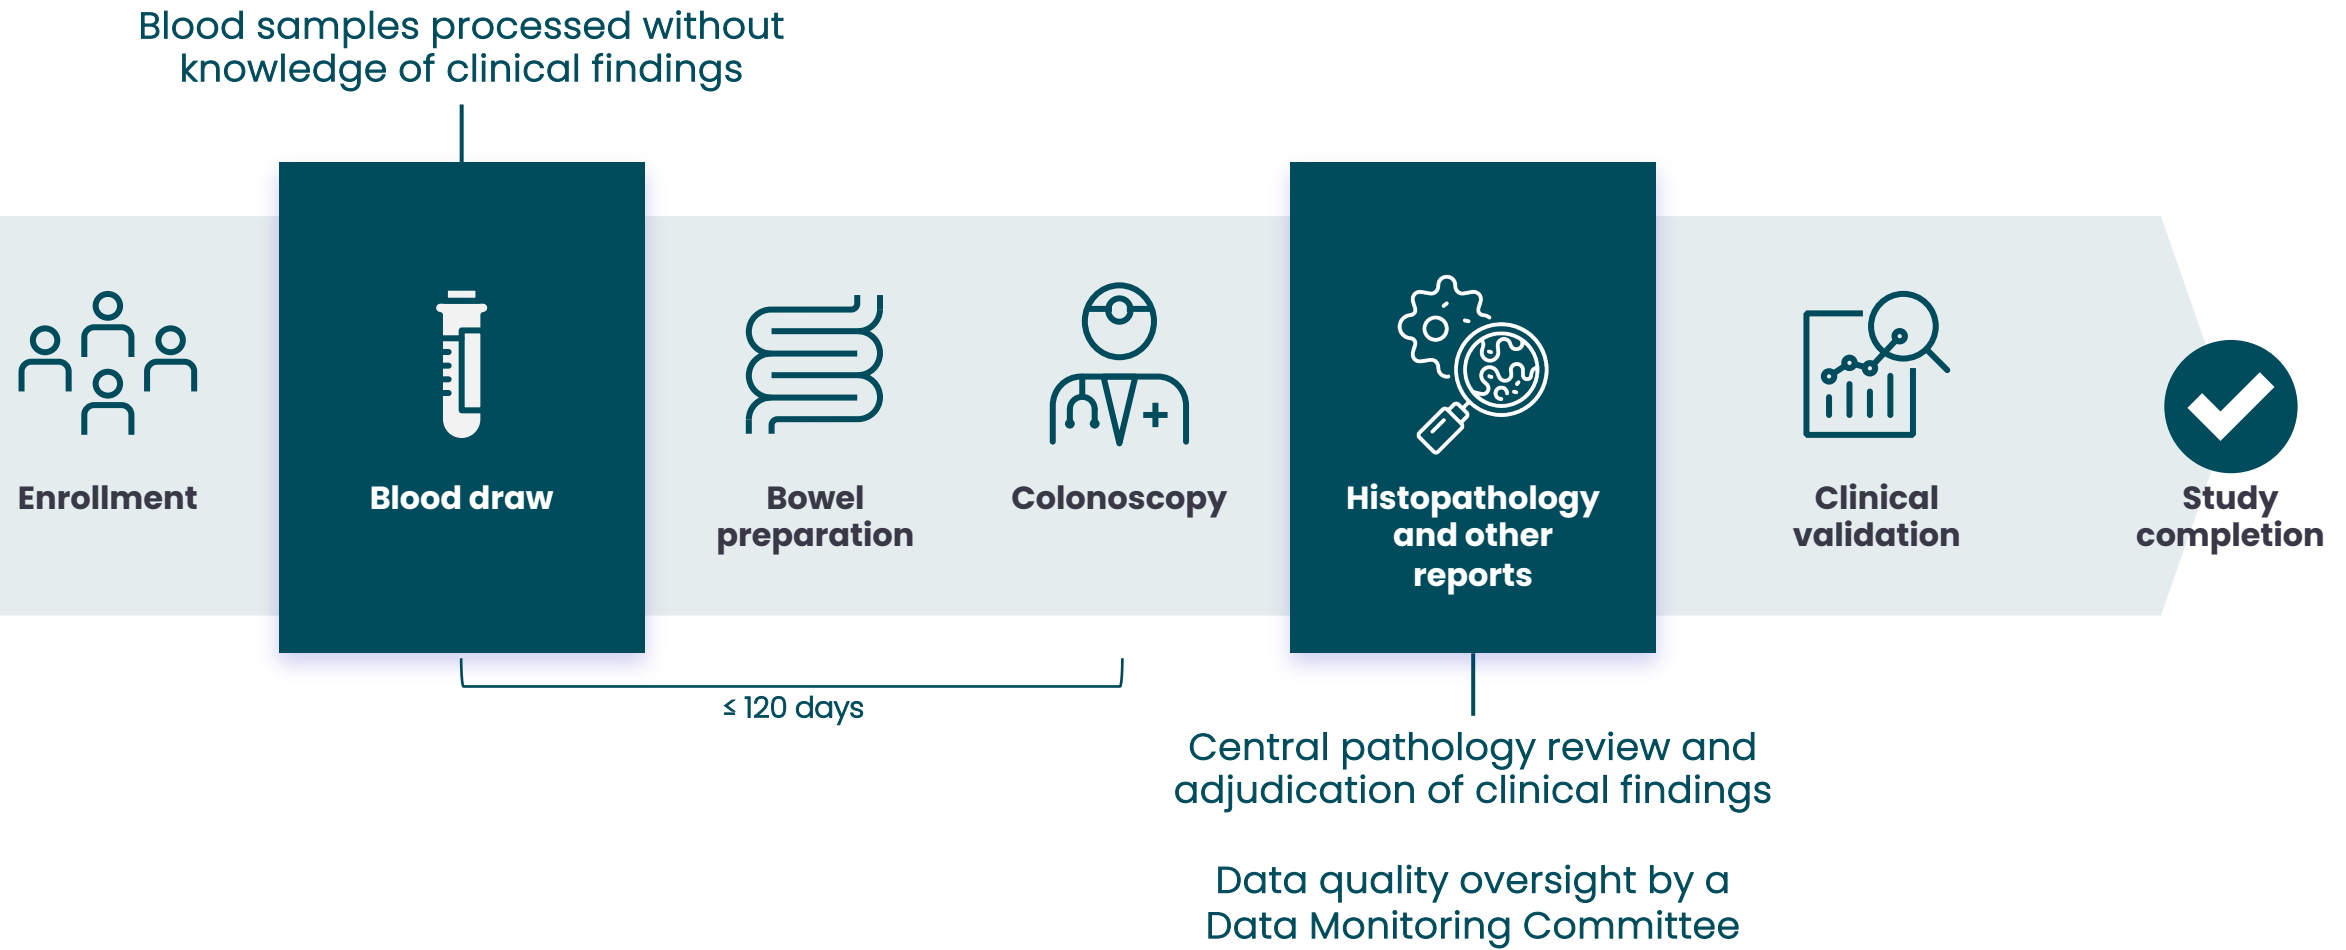 Blood samples processed without
knowledge of clinical findings
Enrollment
Blood draw
Bowel
preparation
Colonoscopy
Histopathology
and other
reports
Clinical
validation
Study
completion
≤ 120 days
Central pathology review and
adjudication of clinical findings
Data quality oversight by a
Data Monitoring Committee